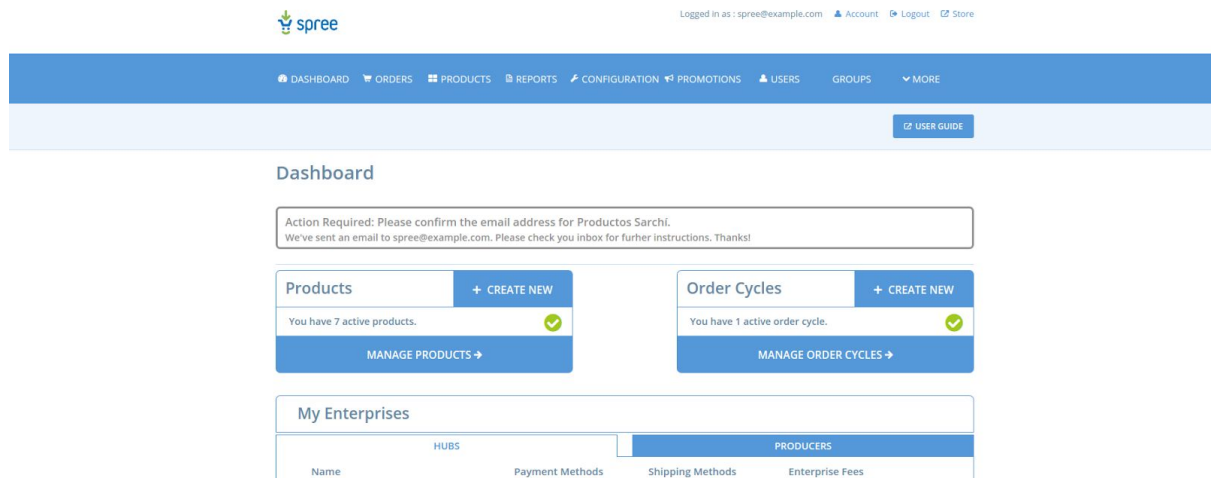 spree
Logged in as : spree@example.com Account Logout Store
DASHBOARD ORDERS PRODUCTS REPORTS CONFIGURATION PROMOTIONS USERS GROUPS MORE
USER GUIDE
Dashboard
Action Required: Please confirm the email address for Productos Sarchí.
We've sent an email to spree@example.com. Please check you inbox for furher instructions. Thanks!
Products + CREATE NEW
You have 7 active products.
MANAGE PRODUCTS →
Order Cycles + CREATE NEW
You have 1 active order cycle.
MANAGE ORDER CYCLES →
My Enterprises
HUBS PRODUCERS
Name Payment Methods Shipping Methods Enterprise Fees